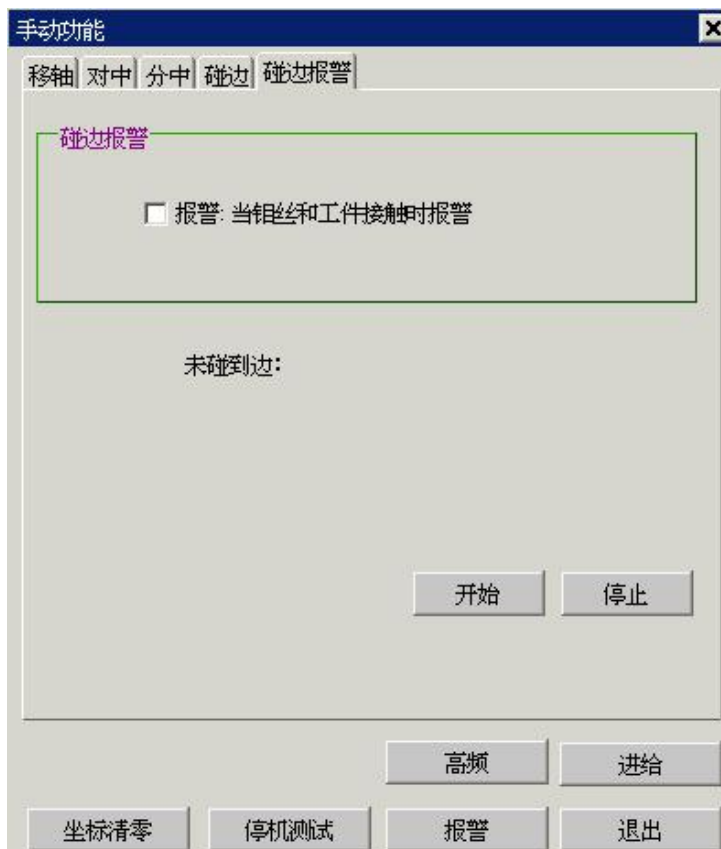 手动功能
移轴 对中 分中 碰边 碰边报警
碰边报警
报警: 当钼丝和工件接触时报警
未碰到边:
开始 停止
高频 进给
坐标清零 停机测试 报警 退出